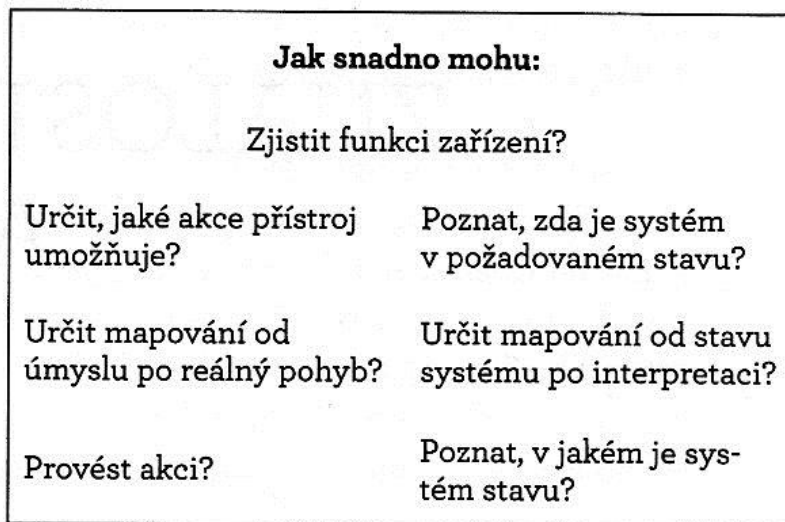 Jak snadno mohu:
Zjistit funkci zařízení?
Určit, jaké akce přístroj
umožňuje?
Poznat, zda je systém
v požadovaném stavu?
Určit mapování od
úmyslu po reálný pohyb?
Určit mapování od stavu
systému po interpretaci?
Provést akci?
Poznat, v jakém je sys-
tém stavu?